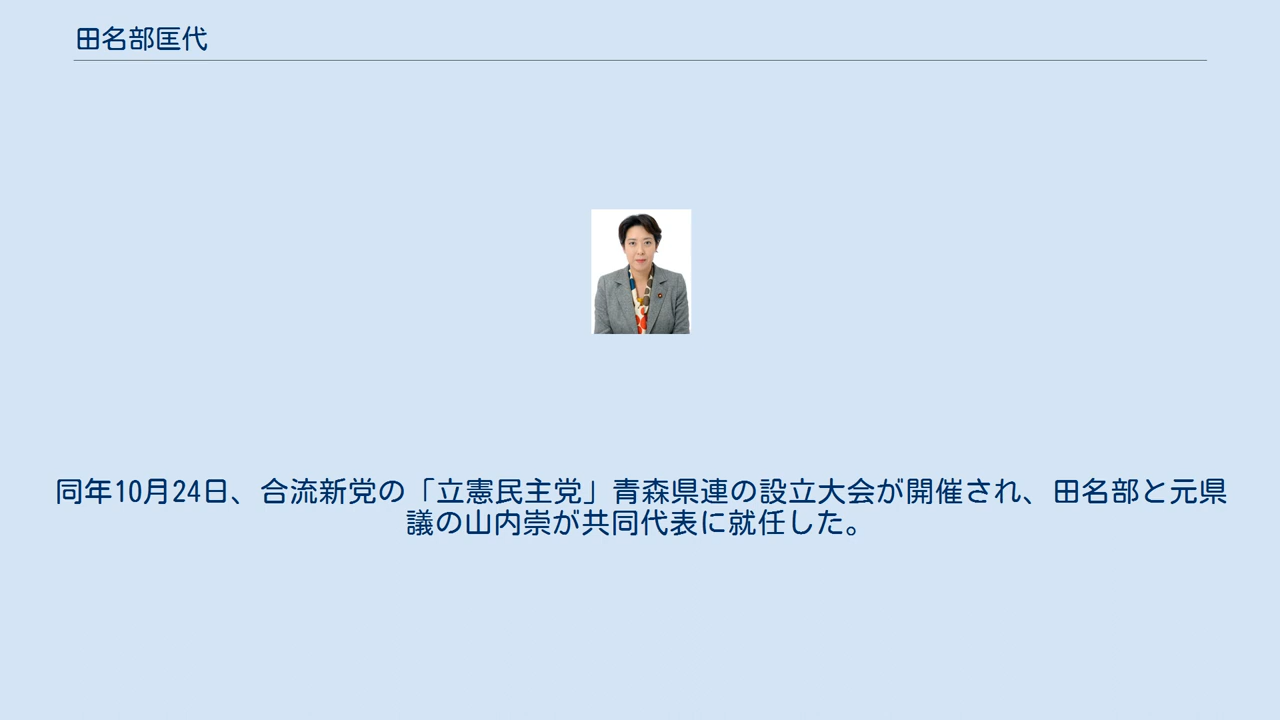 田名部匡代
同年10月24日、合流新党の「立憲民主党」青森県連の設立大会が開催され、田名部と元県
議の山内崇が共同代表に就任した。